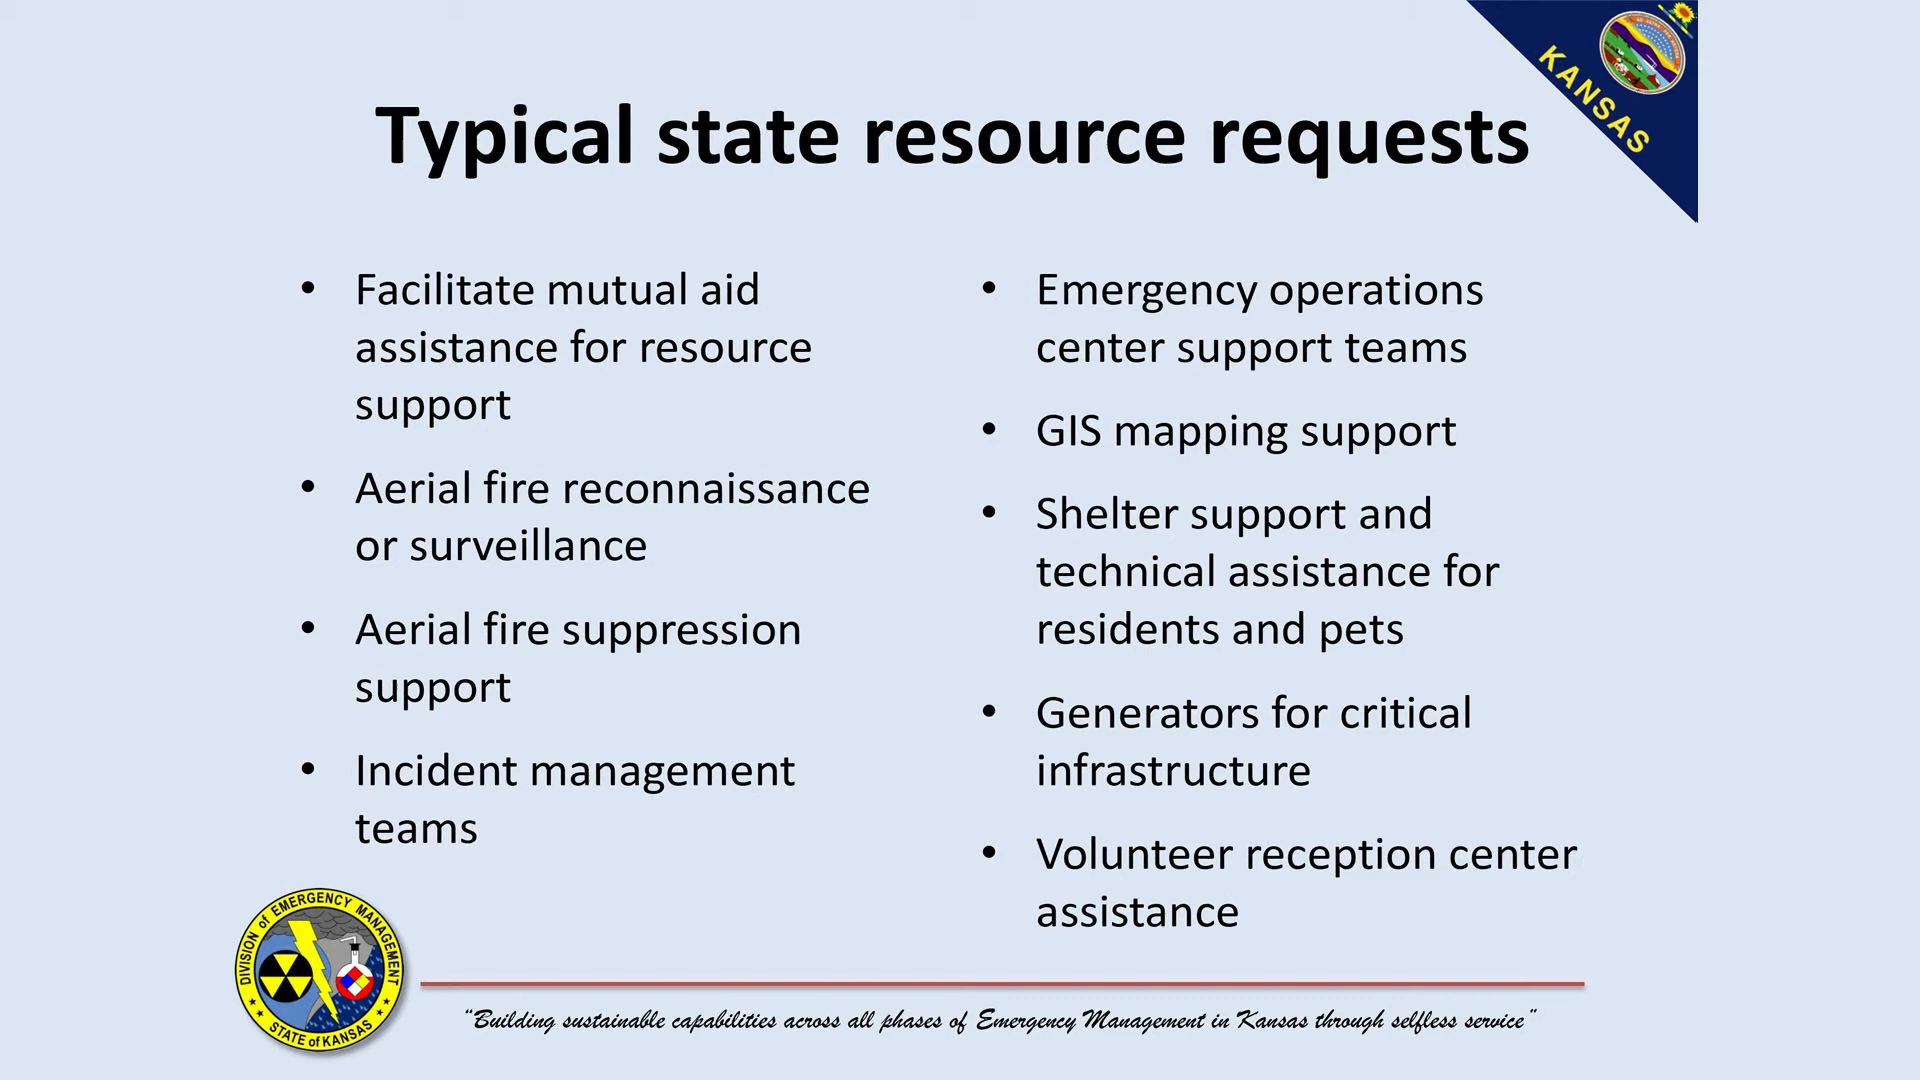 Typical state resource requests
KANSAS
• Facilitate mutual aid
assistance for resource
support
• Aerial fire reconnaissance
or surveillance
• Aerial fire suppression
support
• Incident management
teams
• Emergency operations
center support teams
• GIS mapping support
• Shelter support and
technical assistance for
residents and pets
• Generators for critical
infrastructure
• Volunteer reception center
assistance
DIVISION of EMERGENCY MANAGEMENT
STATE of KANSAS
“Building sustainable capabilities across all phases of Emergency Management in Kansas through selfless service”